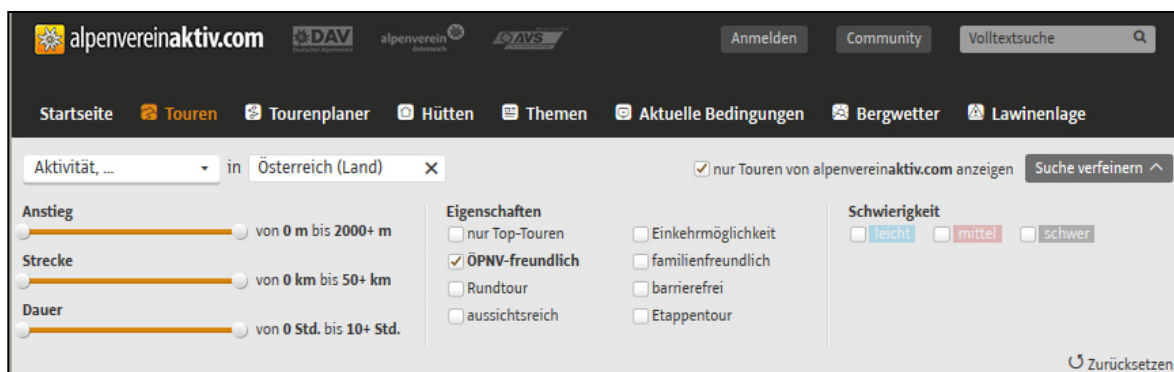 alpenvereinaktiv.com DAV alpenverein österreich AVS Anmelden Community Volltextsuche
Startseite Touren Tourenplaner Hütten Themen Aktuelle Bedingungen Bergwetter Lawinenlage
Aktivität, ... in Österreich (Land) X nur Touren von alpenvereinaktiv.com anzeigen Suche verfeinern
Anstieg Eigenschaften Schwierigkeit
von 0 m bis 2000+ m nur Top-Touren Einkehrmöglichkeit leicht mittel schwer
Strecke ÖPNV-freundlich familienfreundlich
von 0 km bis 50+ km Rundtour barrierefrei
Dauer aussichtsreich Etappentour
von 0 Std. bis 10+ Std.
Zurücksetzen